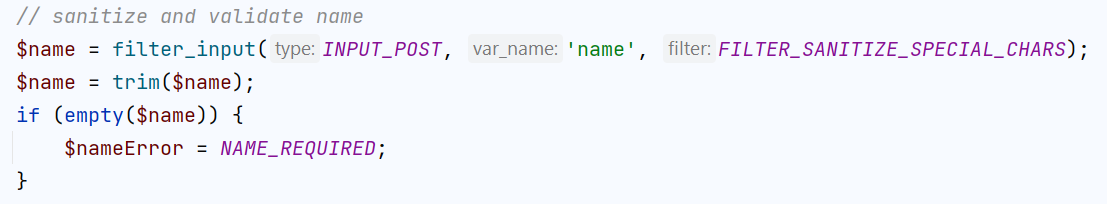 // sanitize and validate name
$name = filter_input( type: INPUT_POST, var_name: 'name', filter: FILTER_SANITIZE_SPECIAL_CHARS);
$name = trim($name);
if (empty($name)) {
    $nameError = NAME_REQUIRED;
}